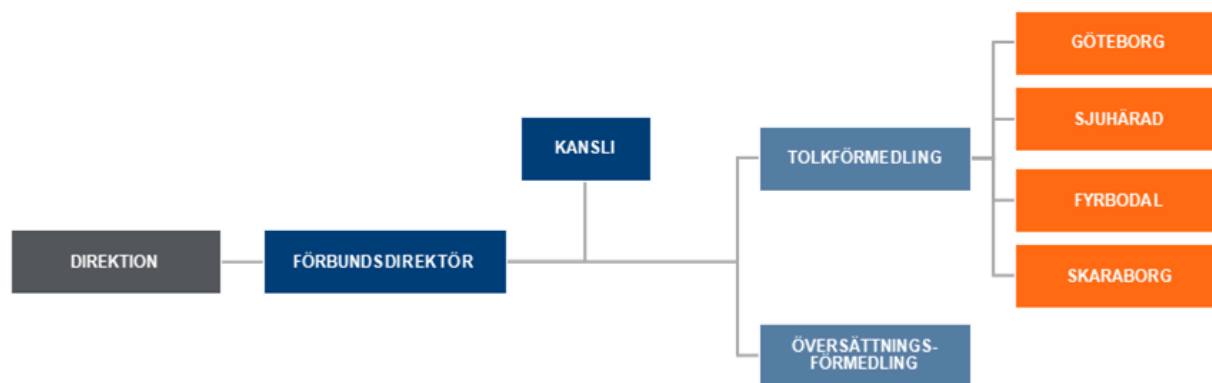 GÖTEBORG
SJUHÄRAD
KANSLI
TOLKFÖRMEDLING
FYRBODAL
DIREKTION
FÖRBUNDSDIREKTÖR
SKARABORG
ÖVERSÄTTNINGS-
FÖRMEDLING